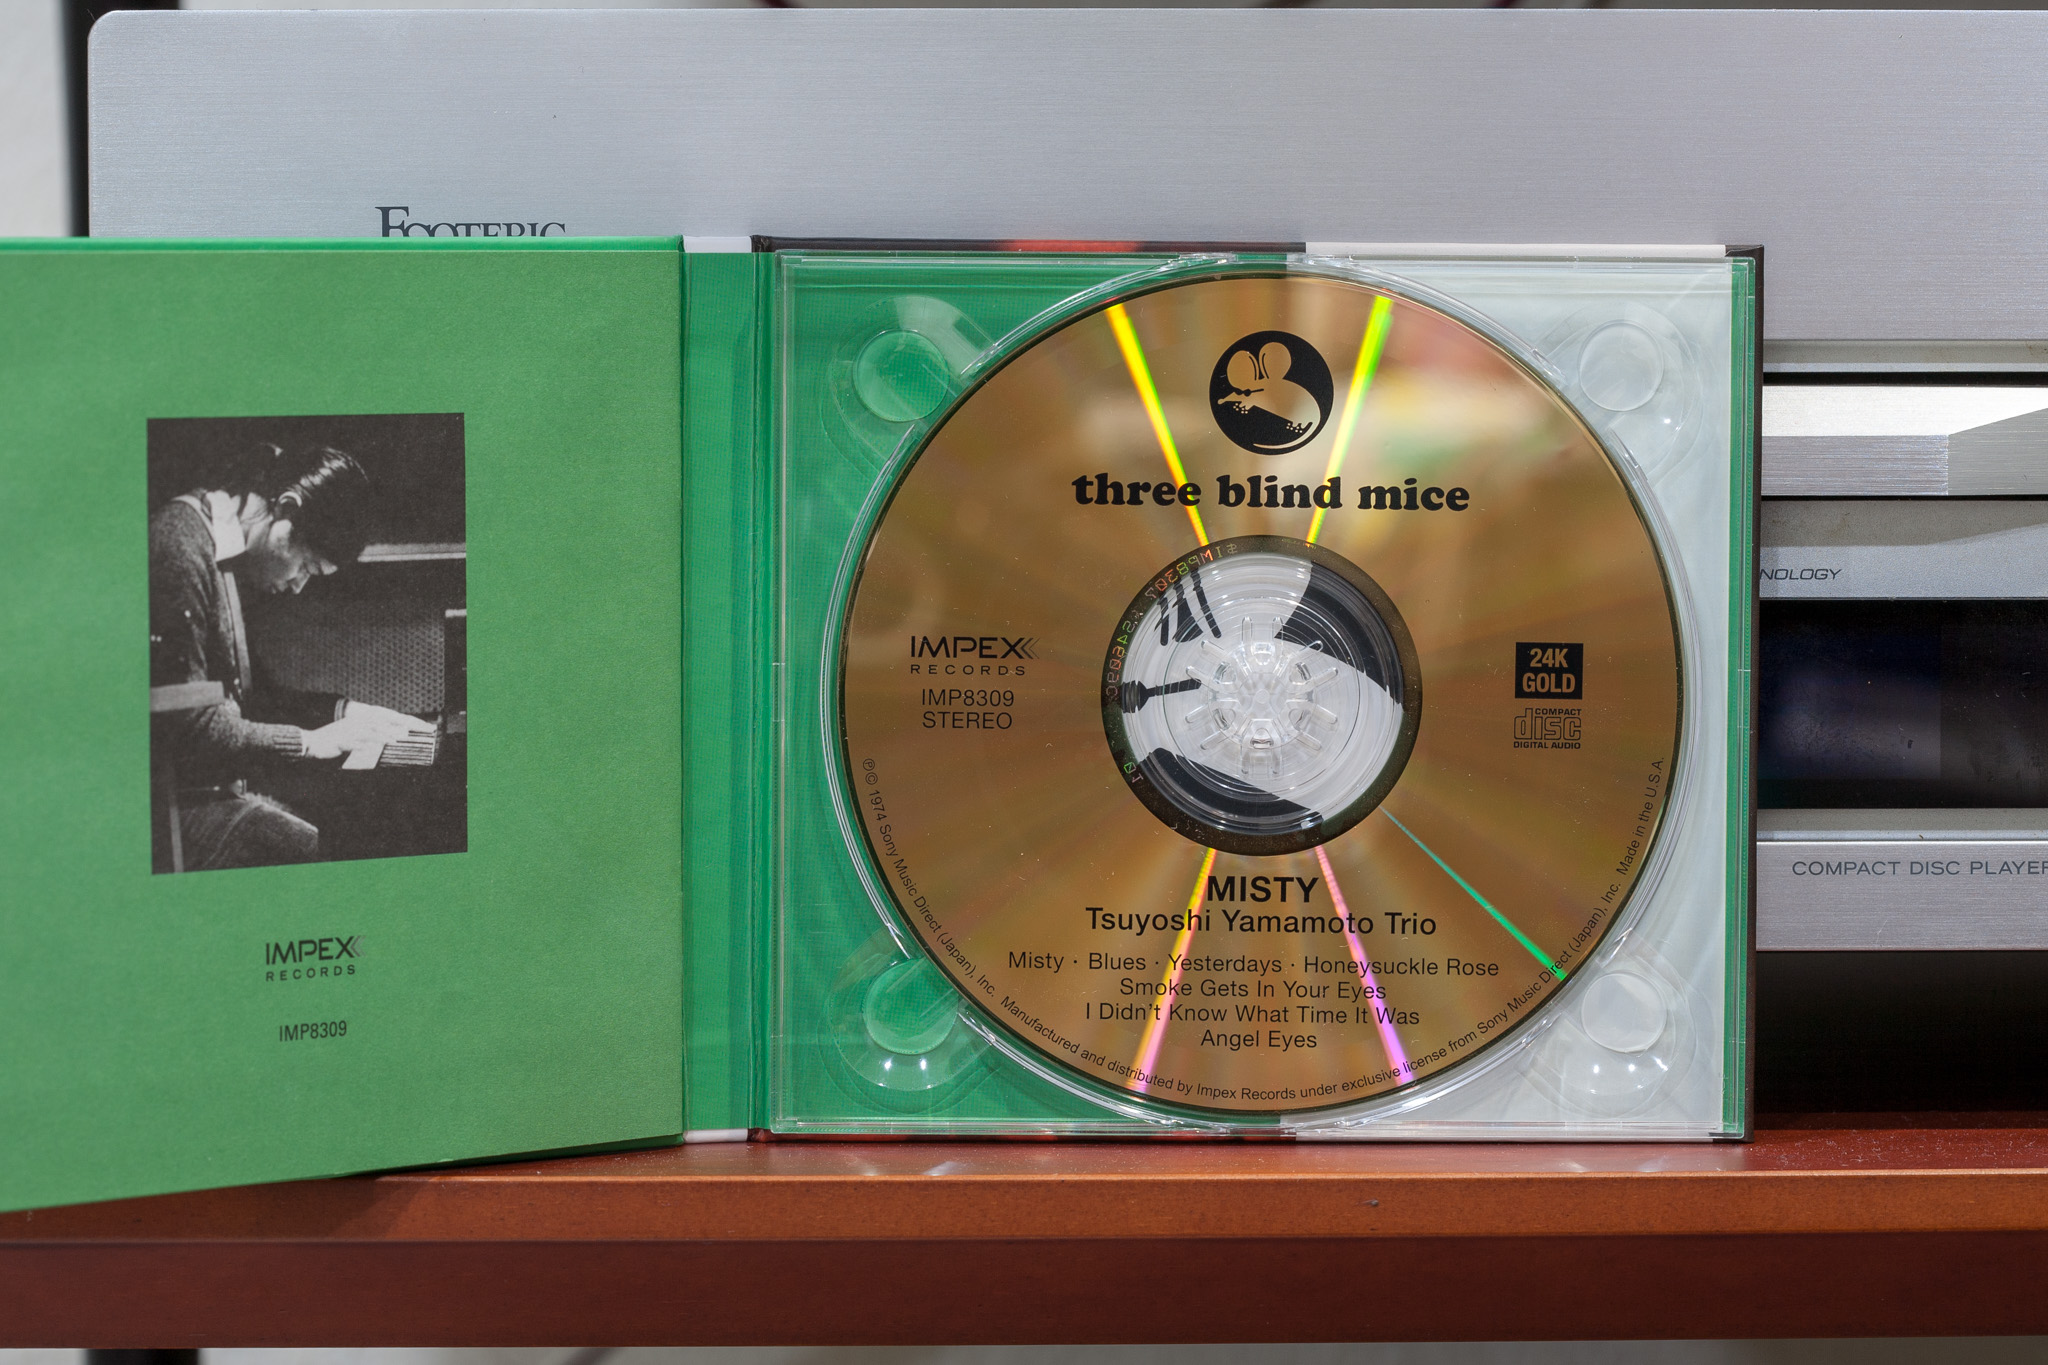 ESOTERIC
IMPEX
RECORDS
IMP8309
three blind mice
IMPEX
RECORDS
IMP8309
STEREO
24K
GOLD
COMPACT
disc
DIGITAL AUDIO
MISTY
Tsuyoshi Yamamoto Trio
Misty · Blues · Yesterdays · Honeysuckle Rose
Smoke Gets In Your Eyes
I Didn't Know What Time It Was
Angel Eyes
℗© 1974 Sony Music Direct (Japan), Inc. Manufactured and distributed by Impex Records under exclusive license from Sony Music Direct (Japan), Inc. Made in the U.S.A.
NOLOGY
COMPACT DISC PLAYER